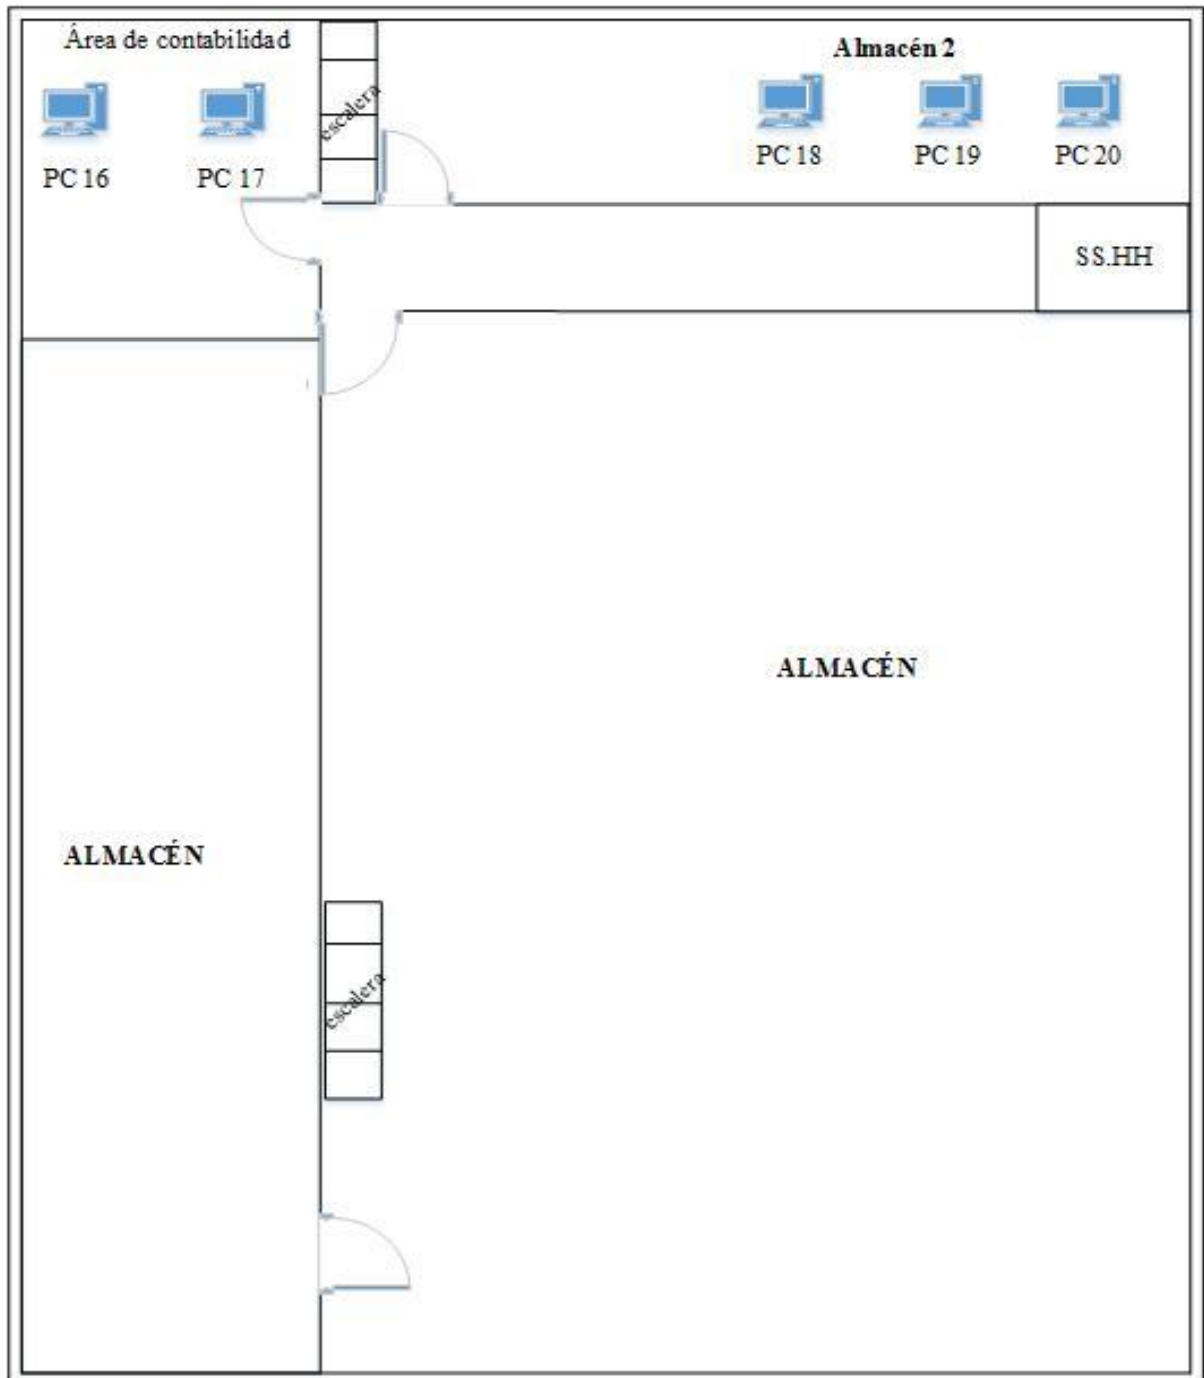 Área de contabilidad
escalera
Almacén 2
PC 16
PC 17
PC 18
PC 19
PC 20
SS.HH
ALMACÉN
ALMACÉN
escalera